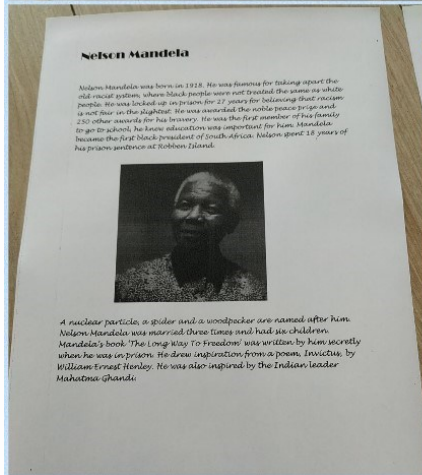 Nelson Mandela
Nelson Mandela was born in 1918. He was famous for taking apart the
old racist system, where black people were not treated the same as white
people. He was locked up in prison for 27 years for believing that racism
is not fair in the slightest. He was awarded the noble peace prize and
250 other awards for his bravery. He was the first member of his family
to go to school, he knew education was important for him. Mandela
became the first black president of South Africa. Nelson spent 18 years of
his prison sentence at Robben Island.
A nuclear particle, a spider and a woodpecker are named after him.
Nelson Mandela was married three times and had six children.
Mandela's book 'The Long Way To Freedom' was written by him secretly
when he was in prison. He drew inspiration from a poem, Invictus, by
William Ernest Henley. He was also inspired by the Indian leader
Mahatma Ghandi.